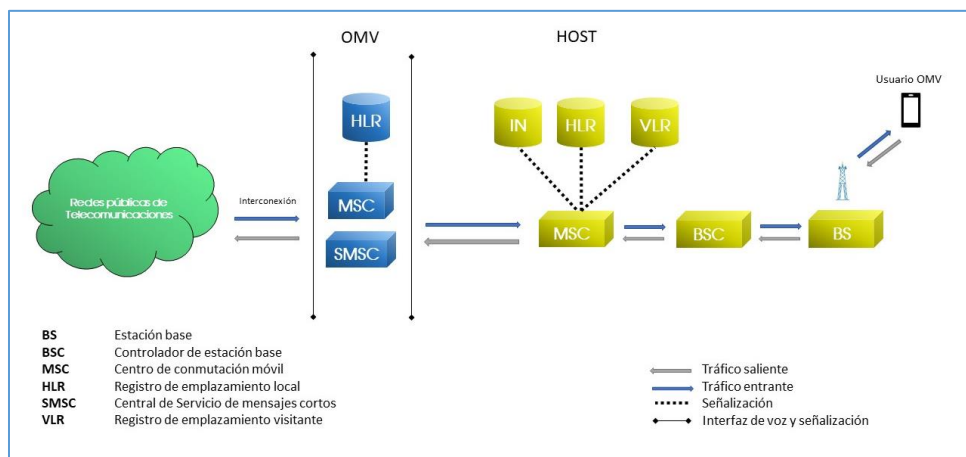 OMV
HOST
Usuario OMV
HLR
IN
HLR
VLR
Redes públicas de
Telecomunicaciones
Interconexión
MSC
SMSC
MSC
BSC
BS
BS Estación base
BSC Controlador de estación base
MSC Centro de conmutación móvil
HLR Registro de emplazamiento local
SMSC Central de Servicio de mensajes cortos
VLR Registro de emplazamiento visitante
Tráfico saliente
Tráfico entrante
Señalización
Interfaz de voz y señalización